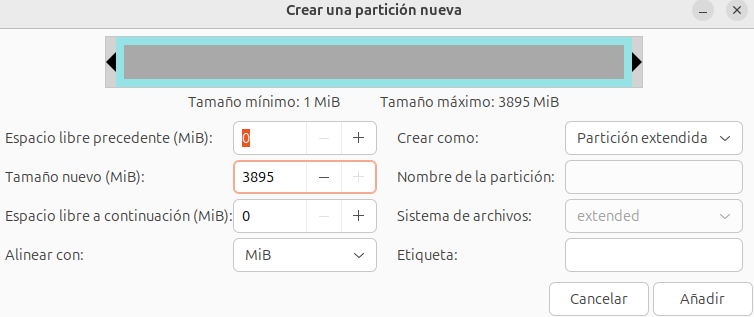 Crear una partición nueva
Tamaño mínimo: 1 MiB Tamaño máximo: 3895 MiB
Espacio libre precedente (MiB): 0 Crear como: Partición extendida
Tamaño nuevo (MiB): 3895 Nombre de la partición:
Espacio libre a continuación (MiB): 0 Sistema de archivos: extended
Alinear con: MiB Etiqueta:
Cancelar Añadir